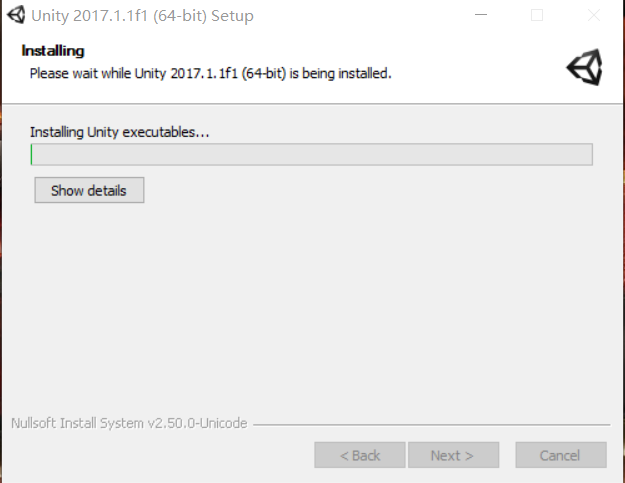 Unity 2017.1.1f1 (64-bit) Setup
Installing
Please wait while Unity 2017.1.1f1 (64-bit) is being installed.
Installing Unity executables...
Show details
Nullsoft Install System v2.50.0-Unicode
< Back
Next >
Cancel